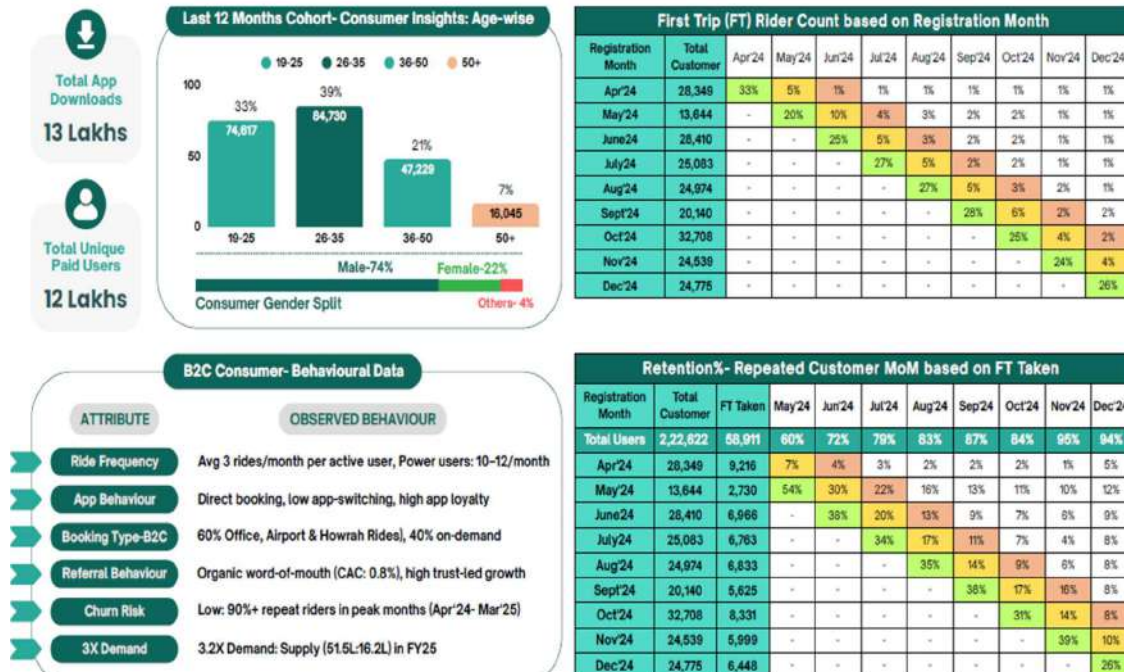 Total App
Downloads
13 Lakhs
Total Unique
Paid Users
12 Lakhs
Last 12 Months Cohort- Consumer Insights: Age-wise
19-25 26-35 36-50 50+
100
50
0
33% 39% 21% 7%
74,617 84,730 47,229 16,045
19-25 26-35 36-50 50+
Male-74% Female-22%
Consumer Gender Split Others- 4%
First Trip (FT) Rider Count based on Registration Month
Registration Month Total Customer Apr'24 May'24 Jun'24 Jul'24 Aug'24 Sep'24 Oct'24 Nov'24 Dec'24
Apr'24 28,349 33% 5% 1% 1% 1% 1% 1% 1% 1%
May'24 13,644 - 20% 10% 4% 3% 2% 2% 1% 1%
June24 28,410 - - 25% 5% 3% 2% 2% 1% 1%
July24 25,083 - - - 27% 5% 2% 2% 1% 1%
Aug'24 24,974 - - - - 27% 5% 3% 2% 1%
Sept'24 20,140 - - - - - 28% 6% 2% 2%
Oct'24 32,708 - - - - - - 25% 4% 2%
Nov'24 24,539 - - - - - - - 24% 4%
Dec'24 24,775 - - - - - - - - 26%
B2C Consumer- Behavioural Data
ATTRIBUTE OBSERVED BEHAVIOUR
Ride Frequency Avg 3 rides/month per active user, Power users: 10-12/month
App Behaviour Direct booking, low app-switching, high app loyalty
Booking Type-B2C 60% Office, Airport & Howrah Rides), 40% on-demand
Referral Behaviour Organic word-of-mouth (CAC: 0.8%), high trust-led growth
Churn Risk Low: 90%+ repeat riders in peak months (Apr'24- Mar'25)
3X Demand 3.2X Demand: Supply (51.5L:16.2L) in FY25
Retention%- Repeated Customer MoM based on FT Taken
Registration Month Total Customer FT Taken May'24 Jun'24 Jul'24 Aug'24 Sep'24 Oct'24 Nov'24 Dec'24
Total Users 2,22,622 58,911 60% 72% 79% 83% 87% 84% 95% 94%
Apr'24 28,349 9,216 7% 4% 3% 2% 2% 2% 1% 5%
May'24 13,644 2,730 54% 30% 22% 16% 13% 11% 10% 12%
June24 28,410 6,966 - 38% 20% 13% 9% 7% 6% 9%
July24 25,083 6,763 - - 34% 17% 11% 7% 4% 8%
Aug'24 24,974 6,833 - - - 35% 14% 9% 6% 8%
Sept'24 20,140 5,625 - - - - 38% 17% 16% 8%
Oct'24 32,708 8,331 - - - - - 31% 14% 8%
Nov'24 24,539 5,999 - - - - - - 39% 10%
Dec'24 24,775 6,448 - - - - - - - 26%